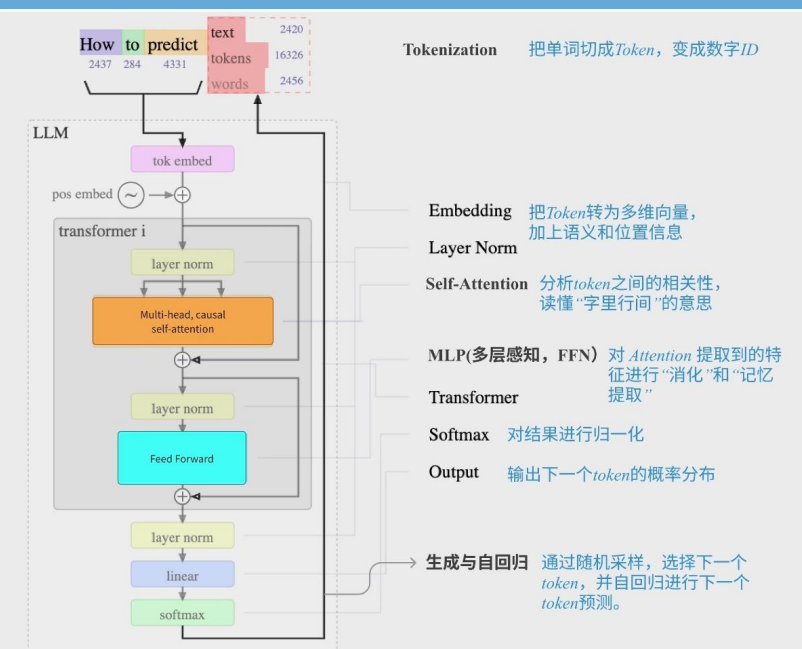 How to predict
2437 284 4331
text 2420
tokens 16326
words 2456
Tokenization 把单词切成Token，变成数字ID
LLM
tok embed
pos embed
transformer i
layer norm
Multi-head, causal
self-attention
layer norm
Feed Forward
layer norm
linear
softmax
Embedding 把Token转为多维向量，
加上语义和位置信息
Layer Norm
Self-Attention 分析token之间的相关性，
读懂“字里行间”的意思
MLP(多层感知，FFN） 对 Attention 提取到的特
征进行“消化”和“记忆
提取”
Transformer
Softmax 对结果进行归一化
Output 输出下一个token的概率分布
生成与自回归 通过随机采样，选择下一个
token，并自回归进行下一个
token预测。